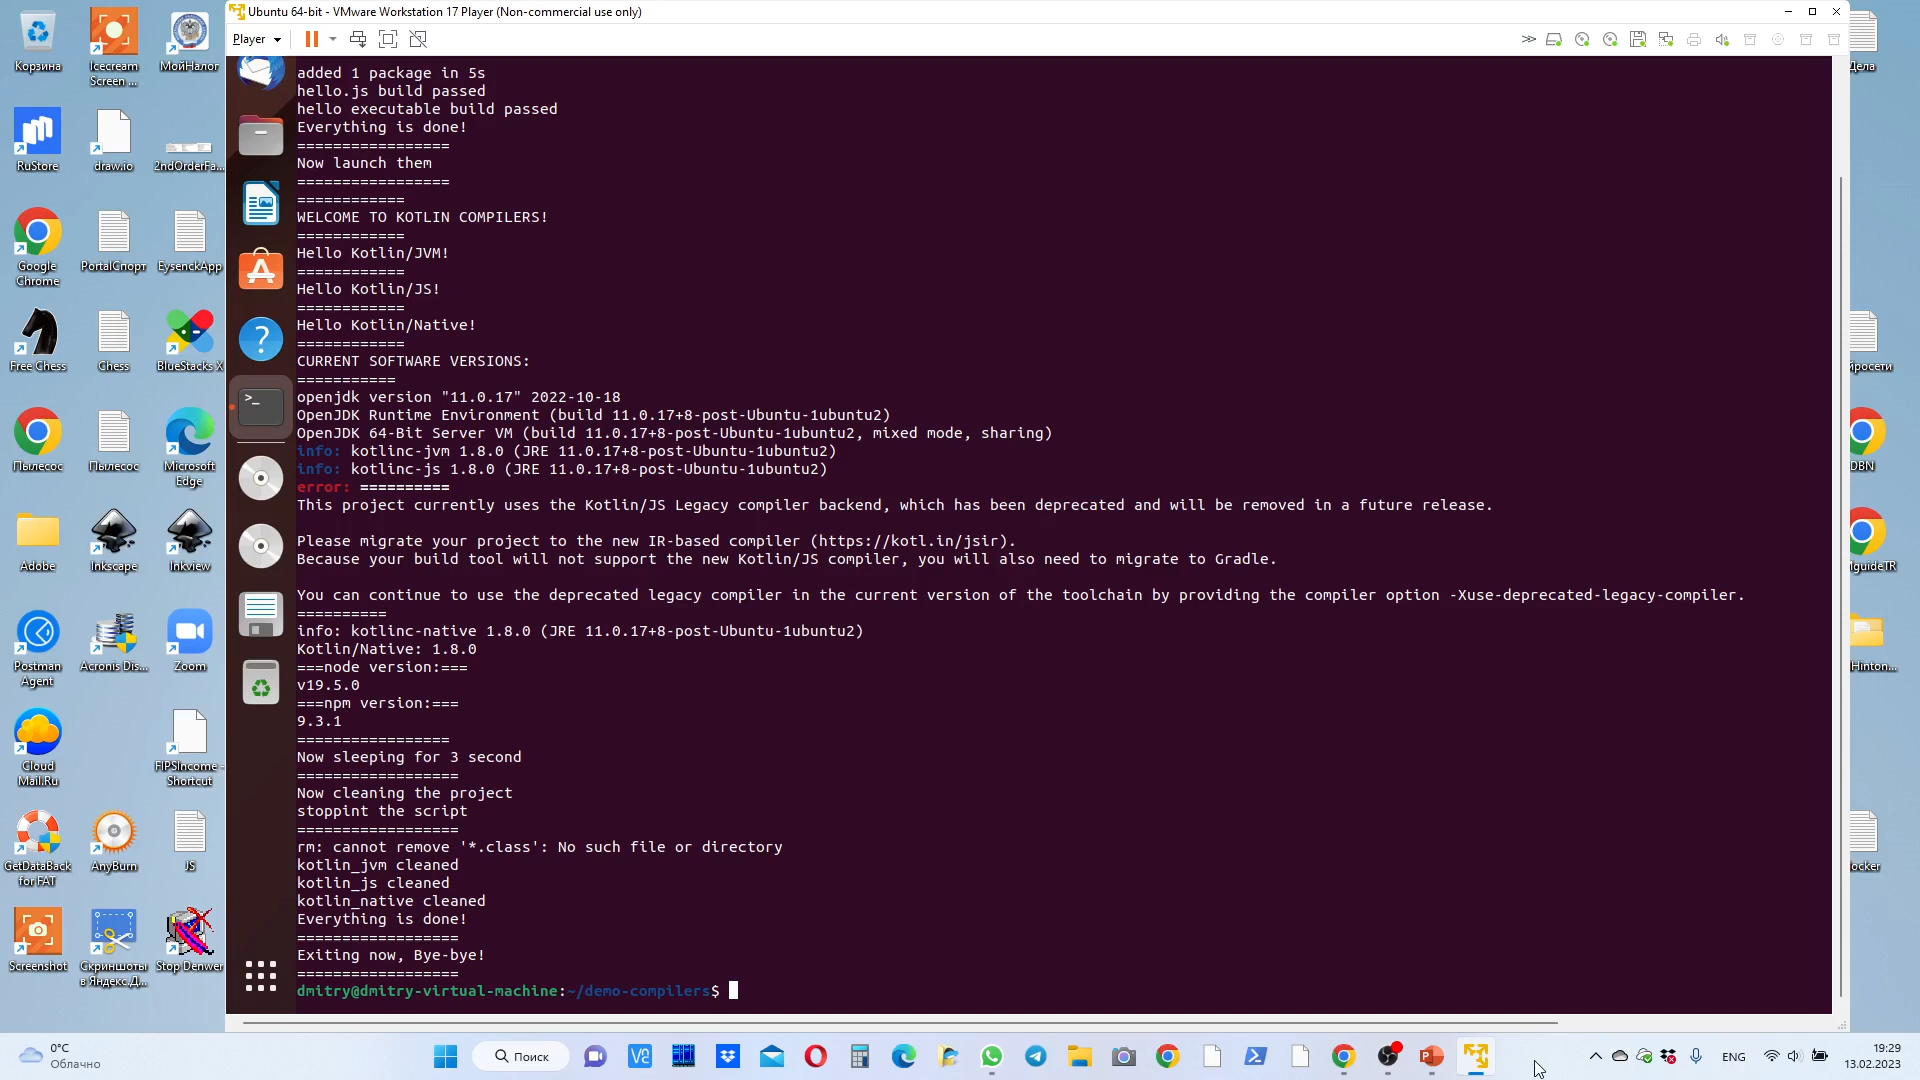 Ubuntu 64-bit - VMware Workstation 17 Player (Non-commercial use only)
Player
added 1 package in 5s
hello.js build passed
hello executable build passed
Everything is done!
=================
Now launch them
=================
============
WELCOME TO KOTLIN COMPILERS!
============
Hello Kotlin/JVM!
============
Hello Kotlin/JS!
============
Hello Kotlin/Native!
============
CURRENT SOFTWARE VERSIONS:
===========
openjdk version "11.0.17" 2022-10-18
OpenJDK Runtime Environment (build 11.0.17+8-post-Ubuntu-1ubuntu2)
OpenJDK 64-Bit Server VM (build 11.0.17+8-post-Ubuntu-1ubuntu2, mixed mode, sharing)
info: kotlinc-jvm 1.8.0 (JRE 11.0.17+8-post-Ubuntu-1ubuntu2)
info: kotlinc-js 1.8.0 (JRE 11.0.17+8-post-Ubuntu-1ubuntu2)
error: ==========
This project currently uses the Kotlin/JS Legacy compiler backend, which has been deprecated and will be removed in a future release.
Please migrate your project to the new IR-based compiler (https://kotl.in/jsir).
Because your build tool will not support the new Kotlin/JS compiler, you will also need to migrate to Gradle.
You can continue to use the deprecated legacy compiler in the current version of the toolchain by providing the compiler option -Xuse-deprecated-legacy-compiler.
==========
info: kotlinc-native 1.8.0 (JRE 11.0.17+8-post-Ubuntu-1ubuntu2)
Kotlin/Native: 1.8.0
===node version:===
v19.5.0
===npm version:===
9.3.1
=================
Now sleeping for 3 second
==================
Now cleaning the project
stoppint the script
==================
rm: cannot remove '*.class': No such file or directory
kotlin_jvm cleaned
kotlin_js cleaned
kotlin_native cleaned
Everything is done!
==================
Exiting now, Bye-bye!
==================
dmitry@dmitry-virtual-machine:~/demo-compilers$
Корзина
Icecream Screen ...
МойНалог
RuStore
draw.io
2ndOrderFa...
Google Chrome
PortalСпорт
EysenckApp
Free Chess
Chess
BlueStacks X
Пылесос
Пылесос
Microsoft Edge
Adobe
Inkscape
Inkview
Postman Agent
Acronis Dis...
Zoom
Cloud Mail.Ru
FIPSIncome - Shortcut
GetDataBack for FAT
AnyBurn
JS
Screenshot
Скриншоты в Яндекс.Д...
Stop Denwer
Дела
йросети
DBN
MguideTR
Hinton...
ocker
0°C
Облачно
Поиск
ENG
19:29
13.02.2023